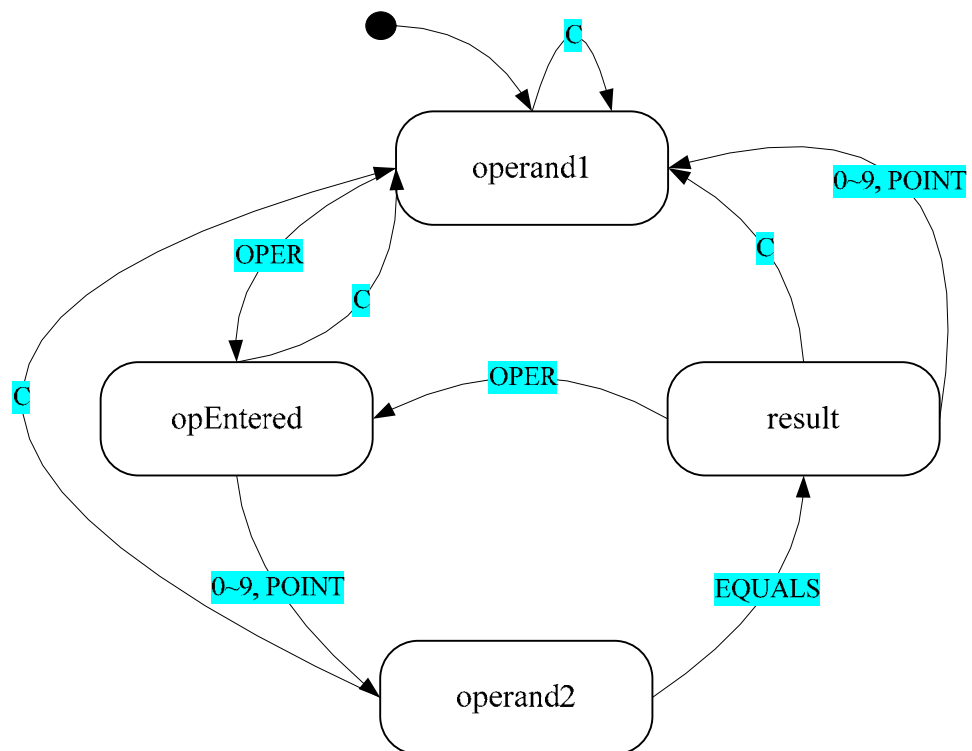 C
operand1
0~9, POINT
OPER
C
C
OPER
C
opEntered
result
0~9, POINT
EQUALS
operand2